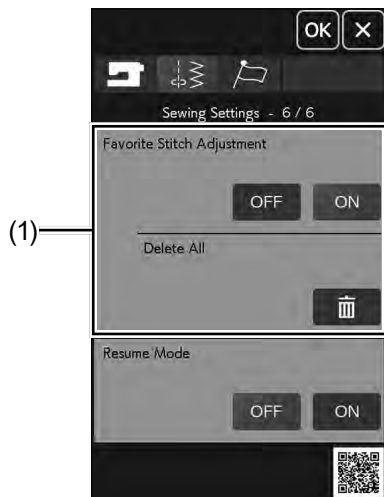 OK X
Sewing Settings - 6 / 6
Favorite Stitch Adjustment
OFF ON
(1)
Delete All
Resume Mode
OFF ON